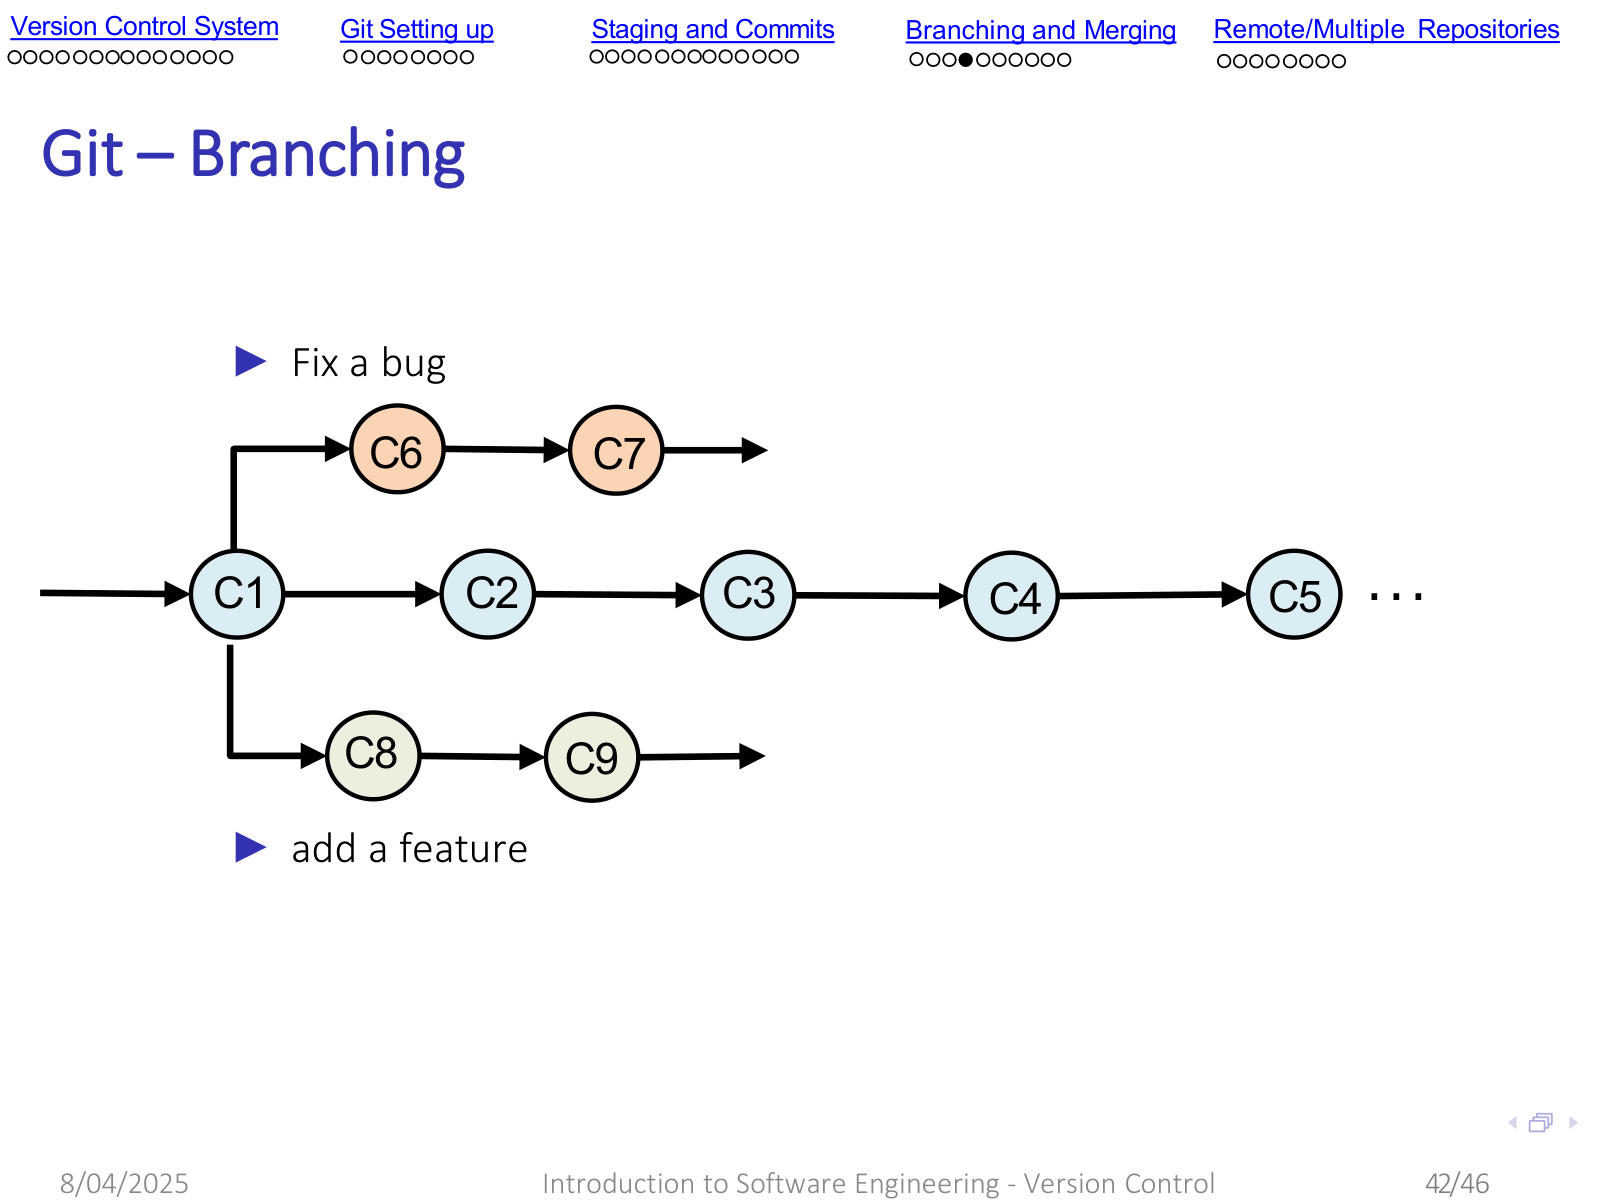 Version Control System
Git Setting up
Staging and Commits
Branching and Merging
Remote/Multiple Repositories
Git – Branching
Fix a bug
C6
C7
C1
C2
C3
C4
C5
...
C8
C9
add a feature
8/04/2025
Introduction to Software Engineering - Version Control
42/46